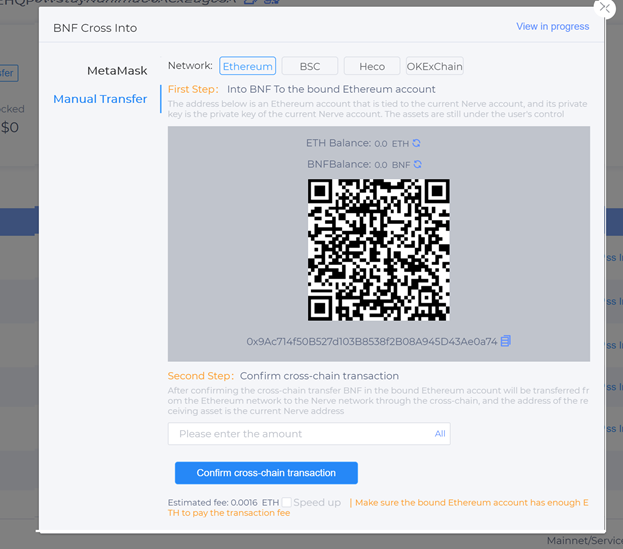 BNF Cross Into
View in progress
MetaMask
Manual Transfer
Network: Ethereum BSC Heco OKExChain
First Step: Into BNF To the bound Ethereum account
The address below is an Ethereum account that is tied to the current Nerve account, and its private
key is the private key of the current Nerve account. The assets are still under the user's control
ETH Balance: 0.0 ETH
BNFBalance: 0.0 BNF
0x9Ac714f50B527d103B8538f2B08A945D43Ae0a74
Second Step: Confirm cross-chain transaction
After confirming the cross-chain transfer BNF in the bound Ethereum account will be transferred fr
om the Ethereum network to the Nerve network through the cross-chain, and the address of the re
ceiving asset is the current Nerve address
Please enter the amount All
Confirm cross-chain transaction
Estimated fee: 0.0016 ETH Speed up | Make sure the bound Ethereum account has enough E
TH to pay the transaction fee
$0
Mainnet/Service